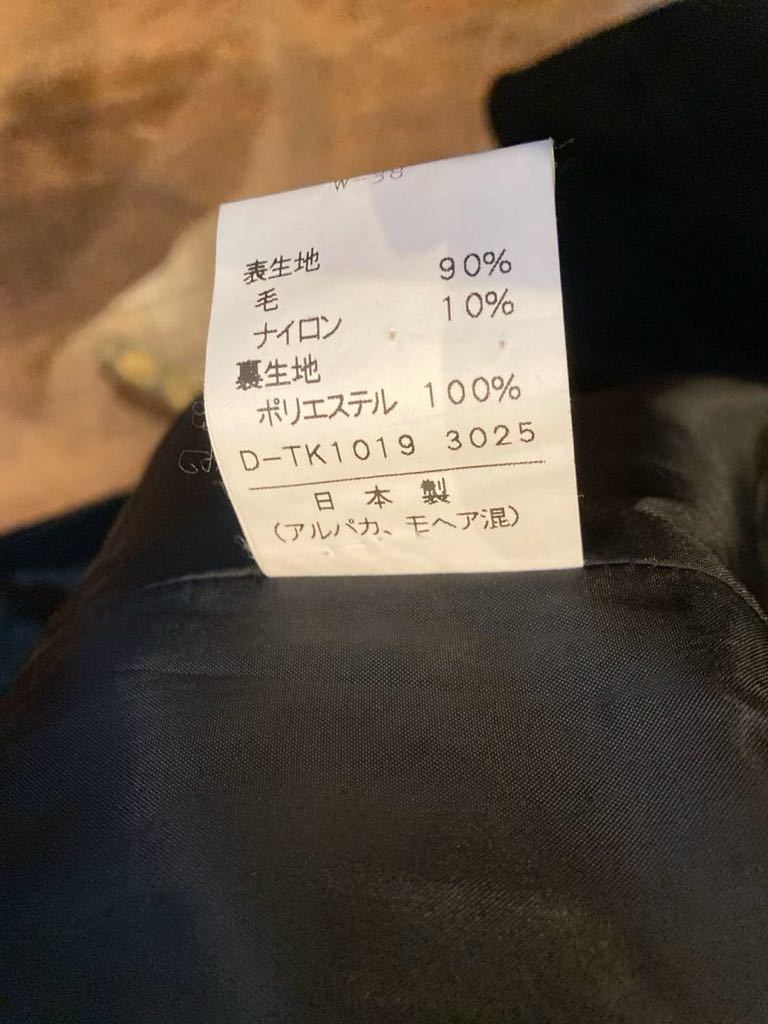 W-38
表生地
毛 90%
ナイロン 10%
裏生地
ポリエステル 100%
D-TK1019 3025
日本製
(アルパカ、モヘア混)